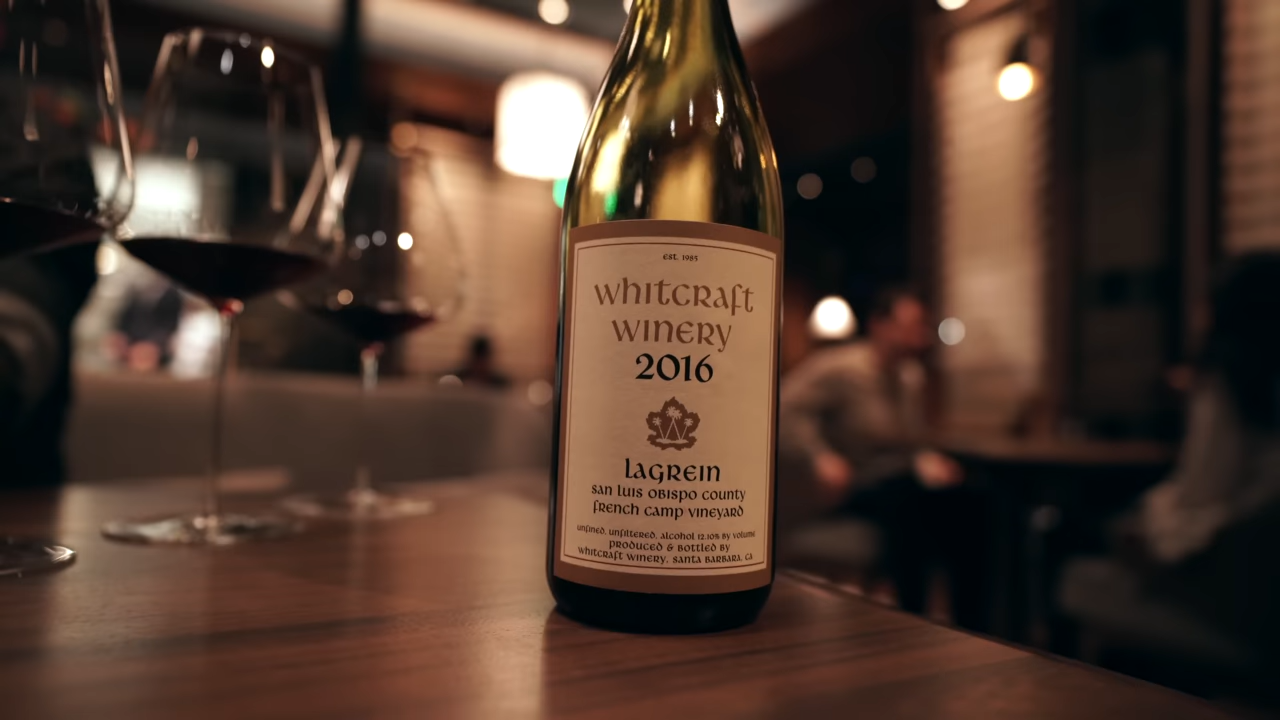 est. 1985
whitcraft
winery
2016
lagrein
san luis obispo county
french camp vineyard
unfined, unfiltered, alcohol 12.10% by volume
produced & bottled by
whitcraft winery, santa barbara, ca